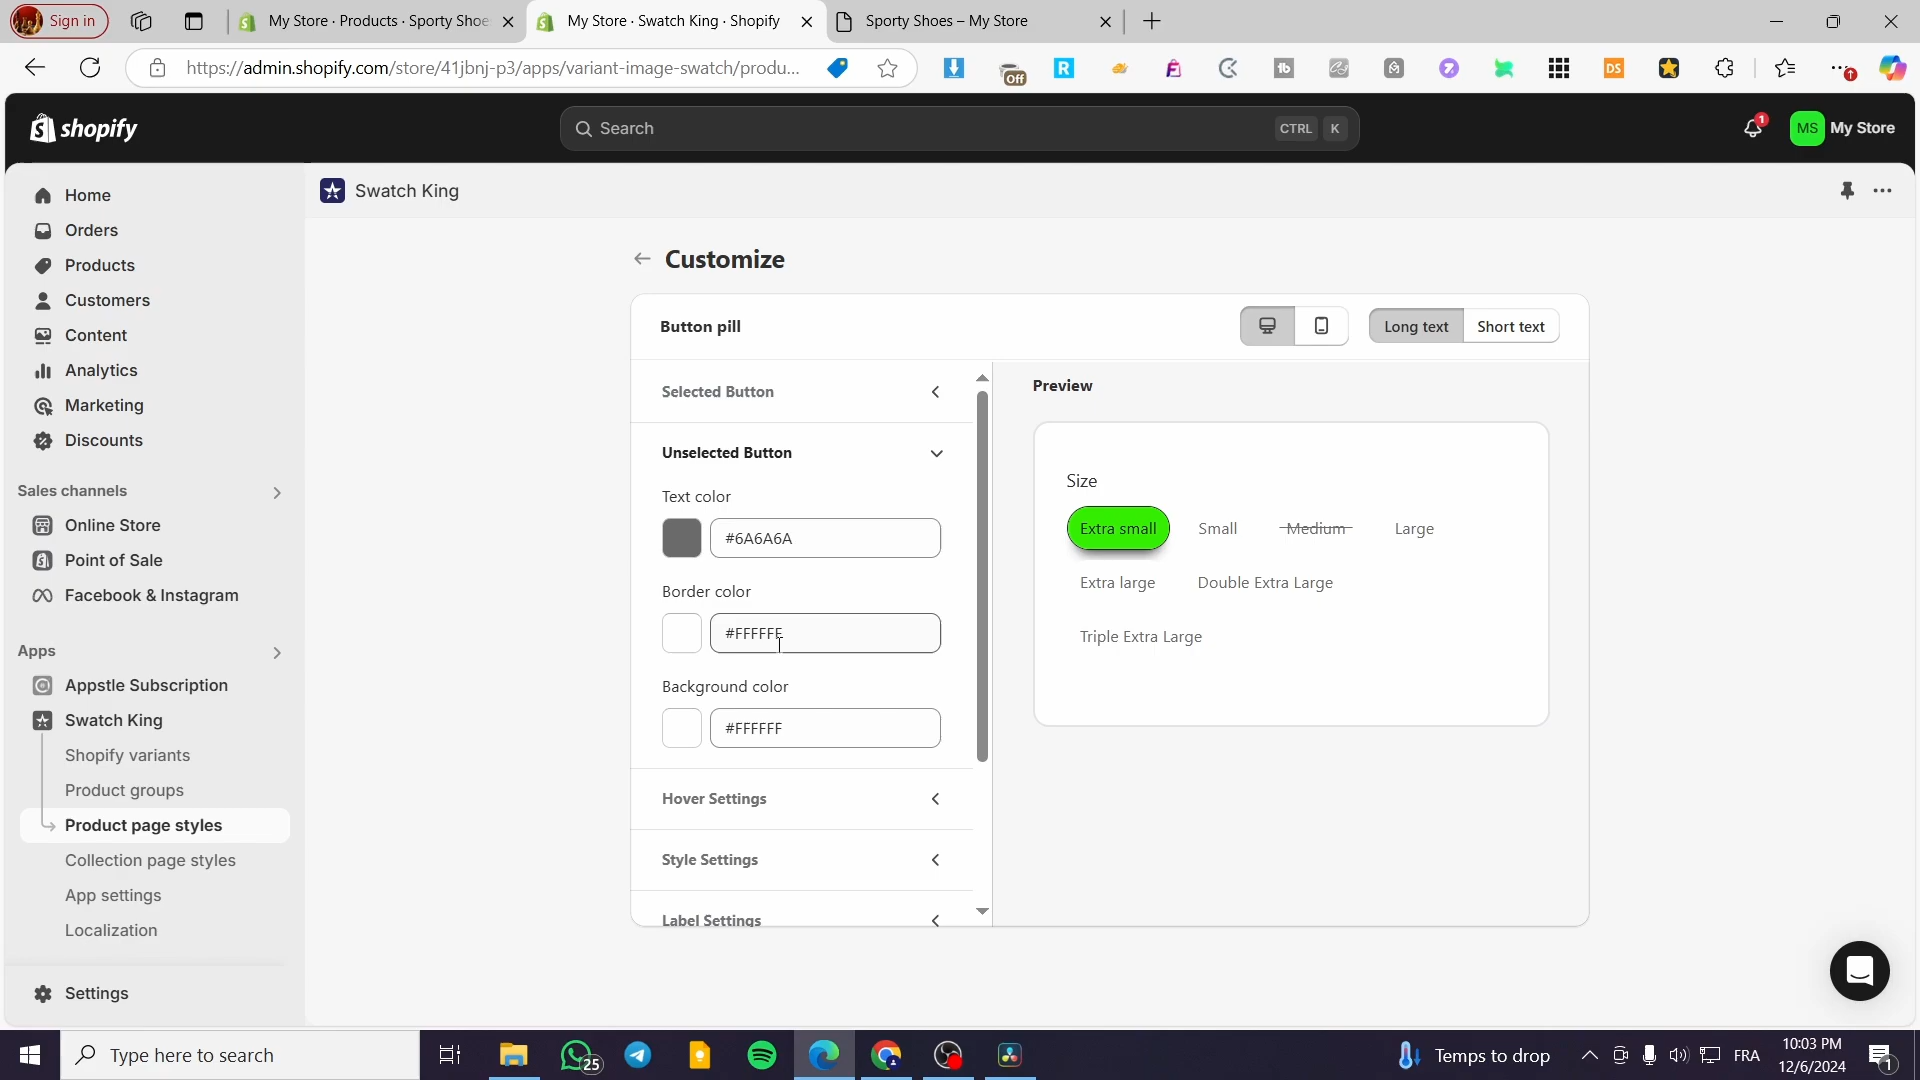 Sign in
My Store · Products · Sporty Shoe
My Store · Swatch King · Shopify
Sporty Shoes – My Store
https://admin.shopify.com/store/41jbnj-p3/apps/variant-image-swatch/produ...
Off
R
tb
DS
shopify
Search
CTRL K
1
MS
My Store
Home
Orders
Products
Customers
Content
Analytics
Marketing
Discounts
Sales channels
Online Store
Point of Sale
Facebook & Instagram
Apps
Appstle Subscription
Swatch King
Shopify variants
Product groups
Product page styles
Collection page styles
App settings
Localization
Settings
Swatch King
Customize
Button pill
Long text
Short text
Selected Button
Unselected Button
Text color
#6A6A6A
Border color
#FFFFFF
Background color
#FFFFFF
Hover Settings
Style Settings
Label Settings
Preview
Size
Extra small
Small
Medium
Large
Extra large
Double Extra Large
Triple Extra Large
Type here to search
25
Temps to drop
FRA
10:03 PM
12/6/2024
1